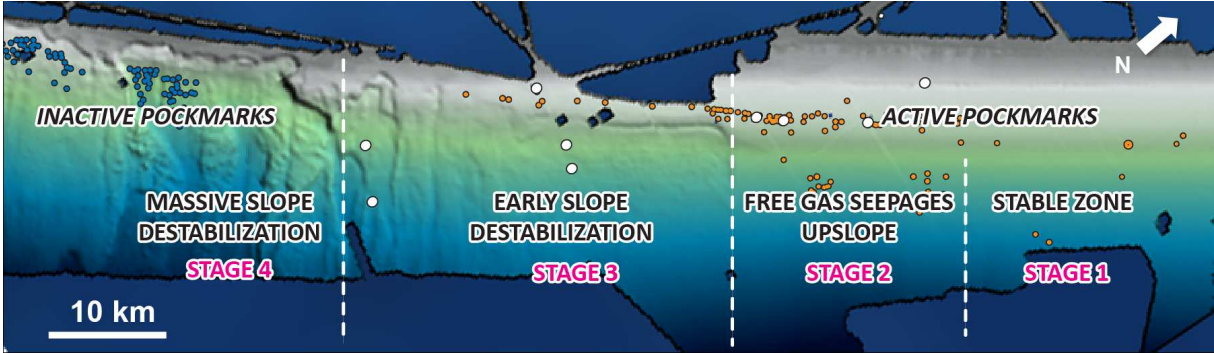 N
INACTIVE POCKMARKS
ACTIVE POCKMARKS
MASSIVE SLOPE
DESTABILIZATION
STAGE 4
EARLY SLOPE
DESTABILIZATION
STAGE 3
FREE GAS SEEPAGES
UPSLOPE
STAGE 2
STABLE ZONE
STAGE 1
10 km